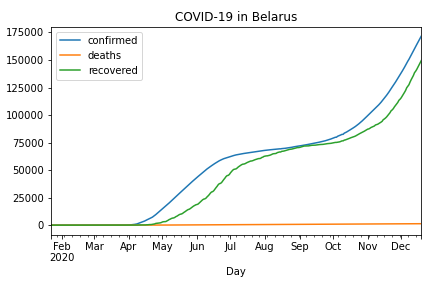 COVID-19 in Belarus
175000
150000
125000
100000
75000
50000
25000
0
confirmed
deaths
recovered
Feb Mar Apr May Jun Jul Aug Sep Oct Nov Dec
2020
Day